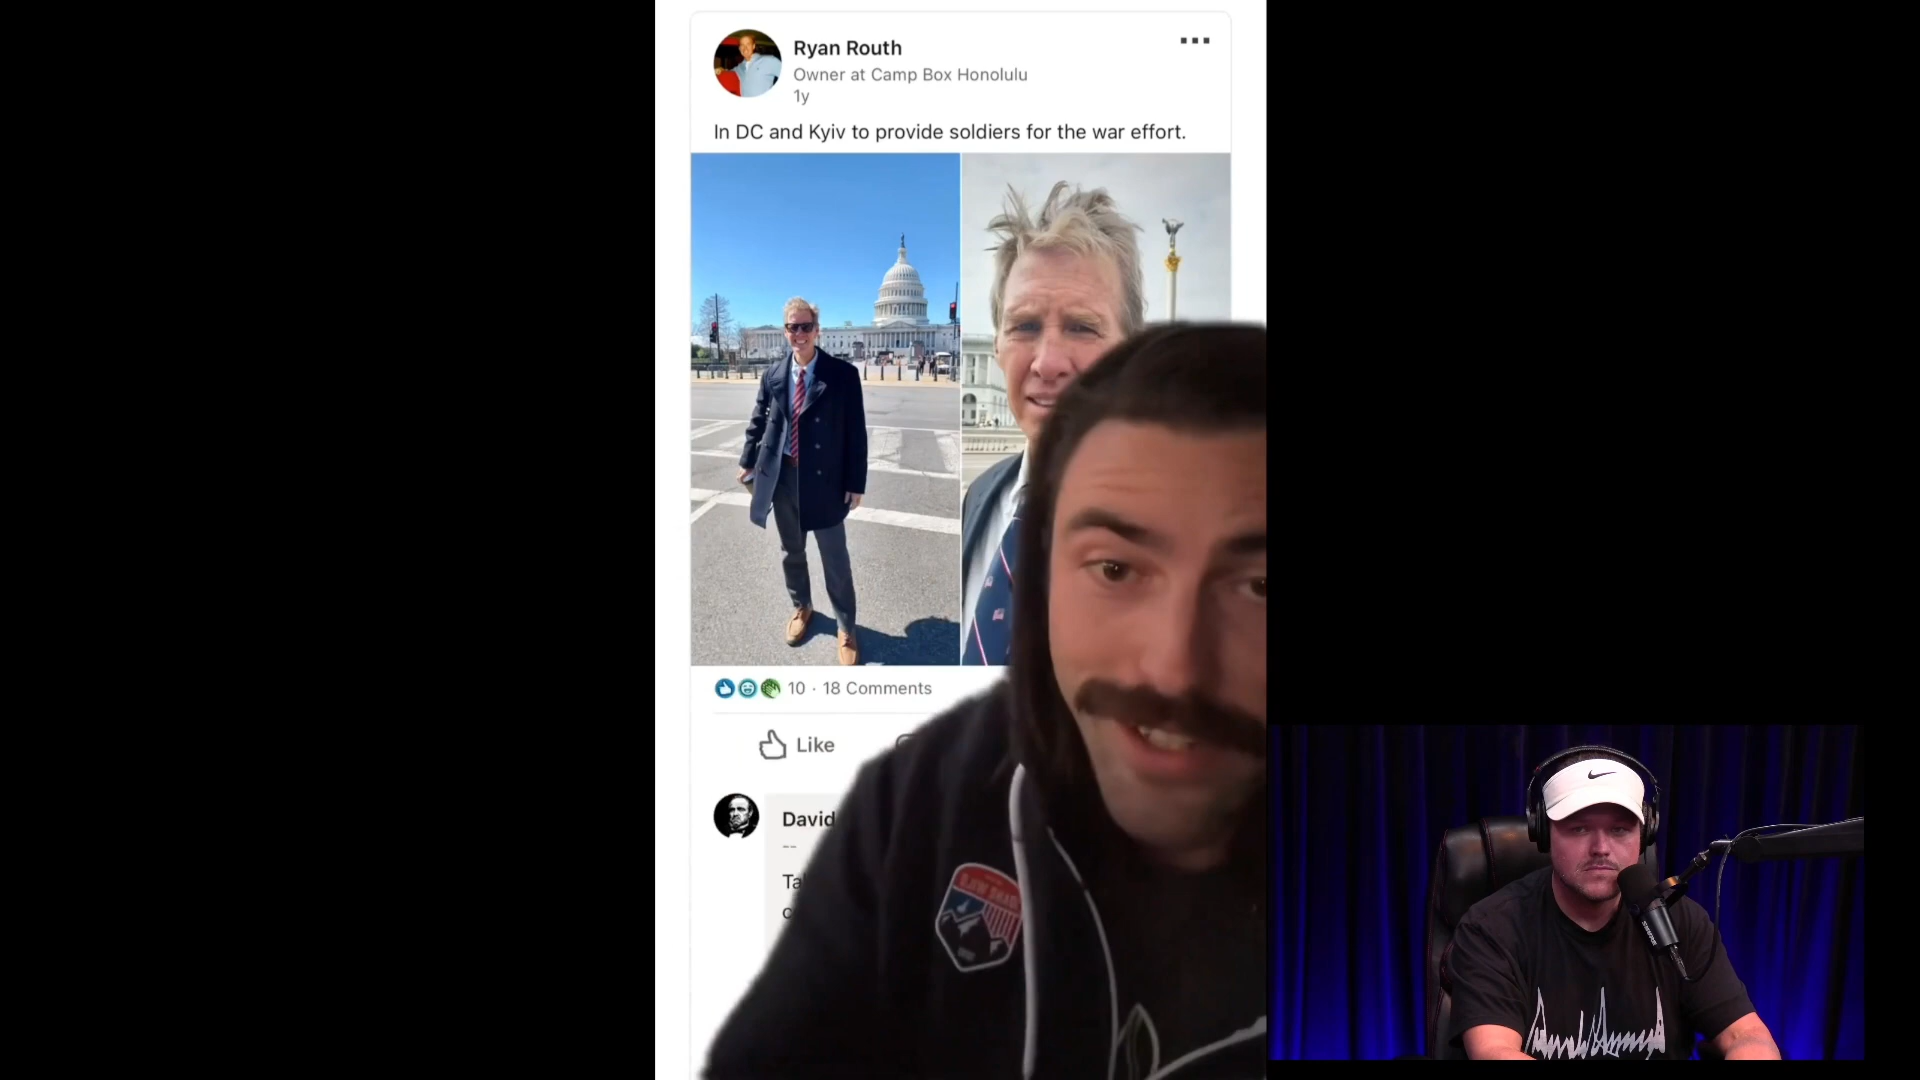 Ryan Routh
Owner at Camp Box Honolulu
1y
In DC and Kyiv to provide soldiers for the war effort.
10 · 18 Comments
Like
David
--
Ta
c